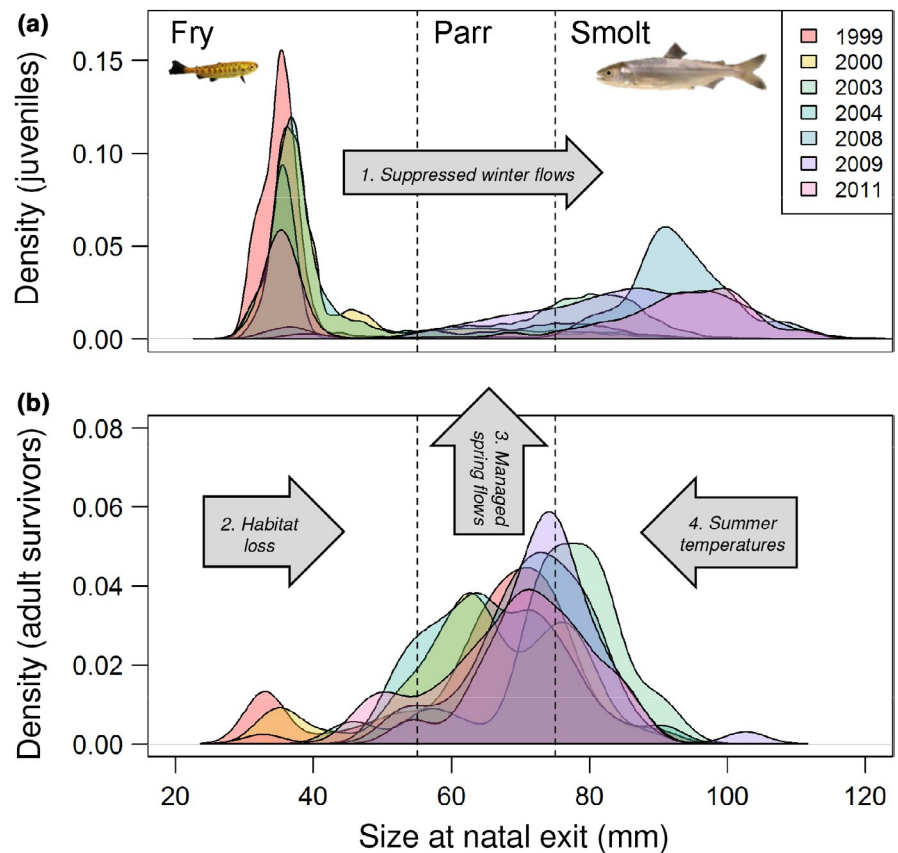 (a)
Fry
Parr
Smolt
1999
2000
2003
2004
2008
2009
2011
Density (juveniles)
0.15
0.10
0.05
0.00
1. Suppressed winter flows
(b)
Density (adult survivors)
0.08
0.06
0.04
0.02
0.00
2. Habitat
loss
3. Managed
spring flows
4. Summer
temperatures
20
40
60
80
100
120
Size at natal exit (mm)